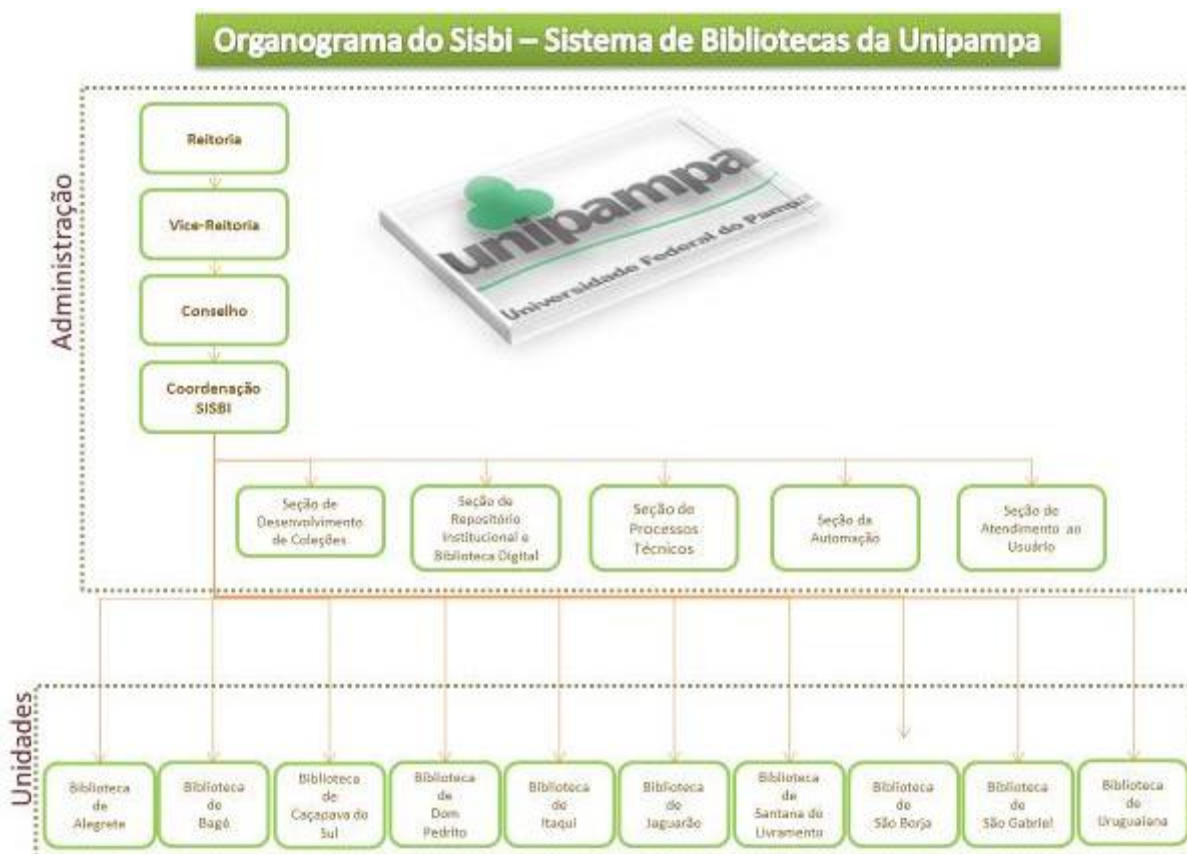 Organograma do Sisbi – Sistema de Bibliotecas da Unipampa
Administração
Reitoria
unipampa
Universidade Federal do Pampa
Vice-Reitoria
Conselho
Coordenação
SISBI
Seção de
Desenvolvimento
de Coleções
Seção de
Repositório
Institucional e
Biblioteca Digital
Seção de
Processos
Técnicos
Seção da
Automação
Seção de
Atendimento ao
Usuário
Unidades
Biblioteca
de
Alegrete
Biblioteca
de
Bagé
Biblioteca
de
Caçapava do
Sul
Biblioteca
de
Dom
Pedrito
Biblioteca
de
Itaqui
Biblioteca
de
Jaguarão
Biblioteca
de
Santana do
Livramento
Biblioteca
de
São Borja
Biblioteca
de
São Gabriel
Biblioteca
de
Uruguaiana